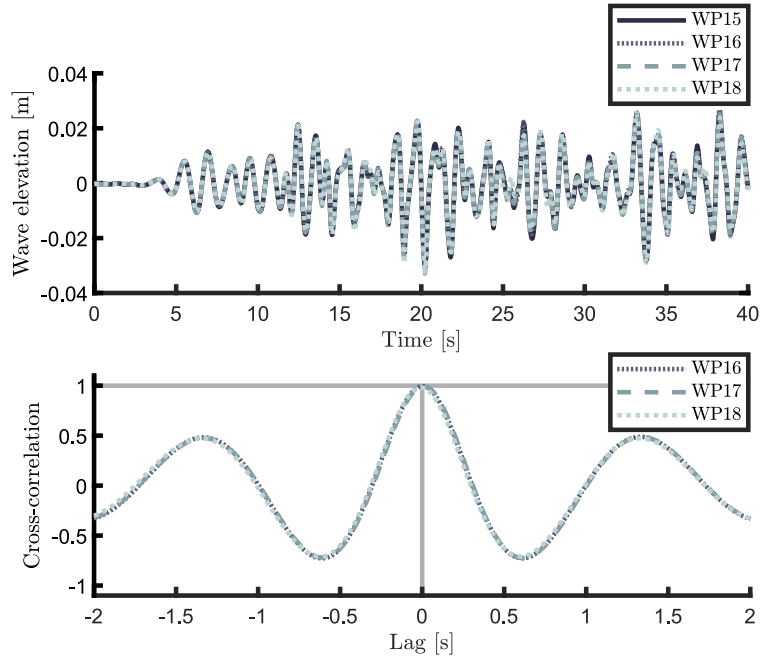 WP15
WP16
WP17
WP18
0.04
0.02
0
-0.02
-0.04
Wave elevation [m]
0 5 10 15 20 25 30 35 40
Time [s]
WP16
WP17
WP18
1
0.5
0
-0.5
-1
Cross-correlation
-2 -1.5 -1 -0.5 0 0.5 1 1.5 2
Lag [s]